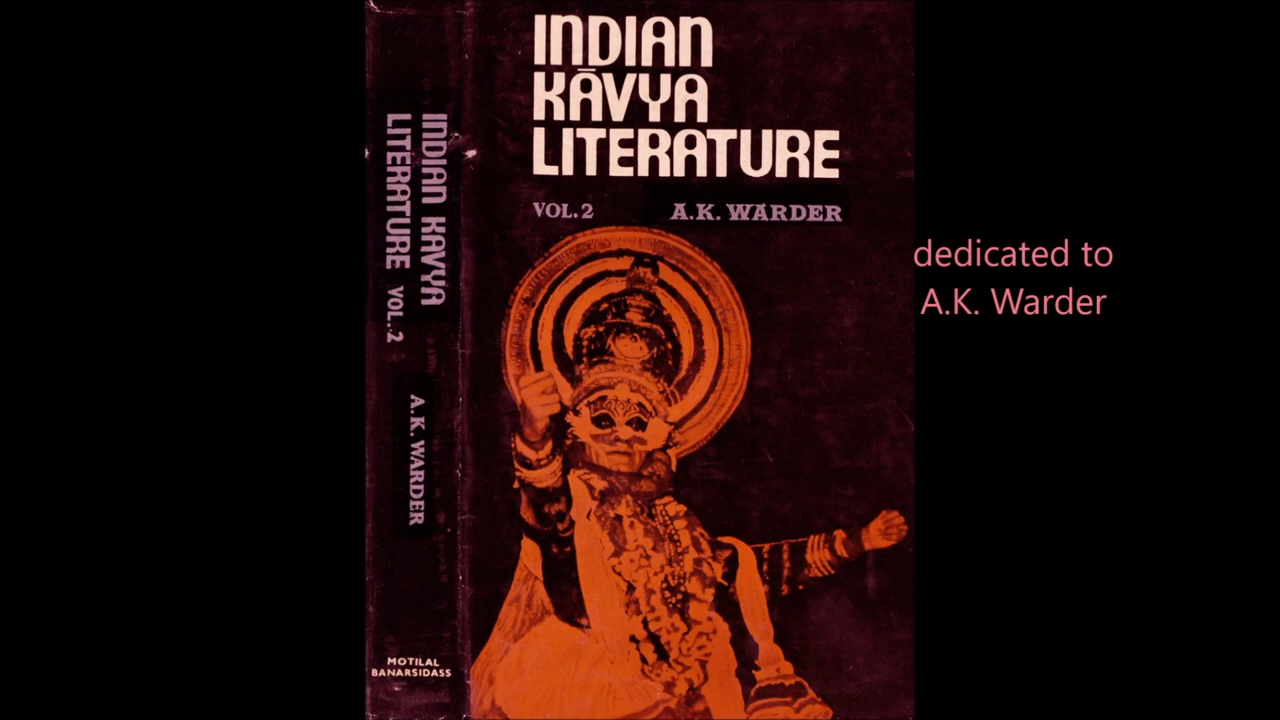 INDIAN KAVYA
LITERATURE VOL.2
A.K. WARDER
MOTILAL
BANARSIDASS
INDIAN
KĀVYA
LITERATURE
VOL.2 A.K. WARDER
dedicated to
A.K. Warder